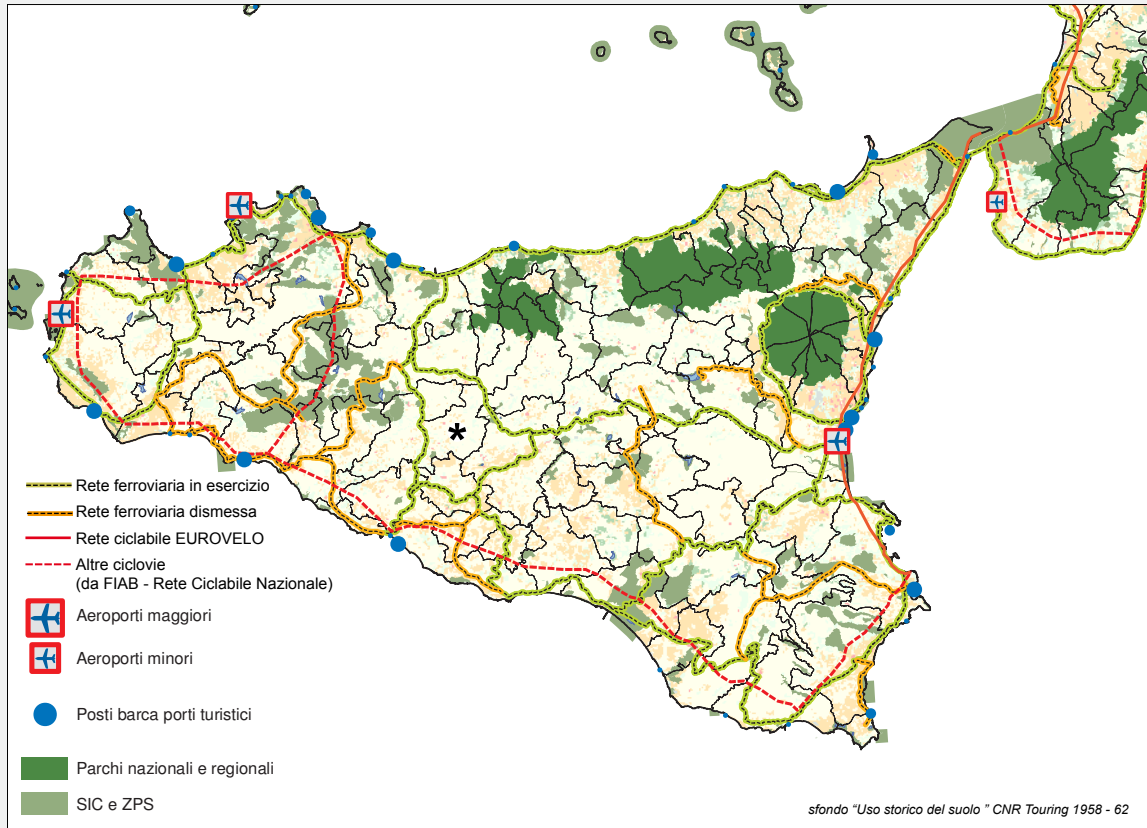 *
Rete ferroviaria in esercizio
Rete ferroviaria dismessa
Rete ciclabile EUROVELO
Altre ciclovie
(da FIAB - Rete Ciclabile Nazionale)
Aeroporti maggiori
Aeroporti minori
Posti barca porti turistici
Parchi nazionali e regionali
SIC e ZPS
sfondo "Uso storico del suolo " CNR Touring 1958 - 62